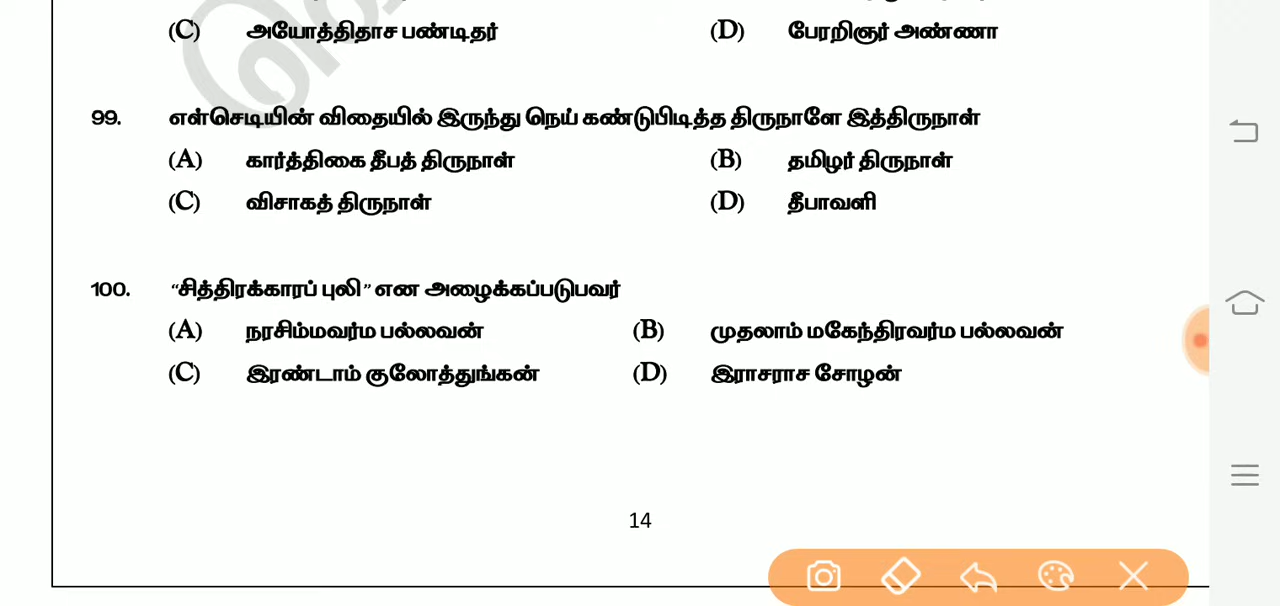 (C) அயோத்திதாச பண்டிதர் (D) பேரறிஞர் அண்ணா
99. எள்செடியின் விதையில் இருந்து நெய் கண்டுபிடித்த திருநாளே இத்திருநாள்
(A) கார்த்திகை தீபத் திருநாள் (B) தமிழர் திருநாள்
(C) விசாகத் திருநாள் (D) தீபாவளி
100. “சித்திரக்காரப் புலி” என அழைக்கப்படுபவர்
(A) நரசிம்மவர்ம பல்லவன் (B) முதலாம் மகேந்திரவர்ம பல்லவன்
(C) இரண்டாம் குலோத்துங்கன் (D) இராசராச சோழன்
14